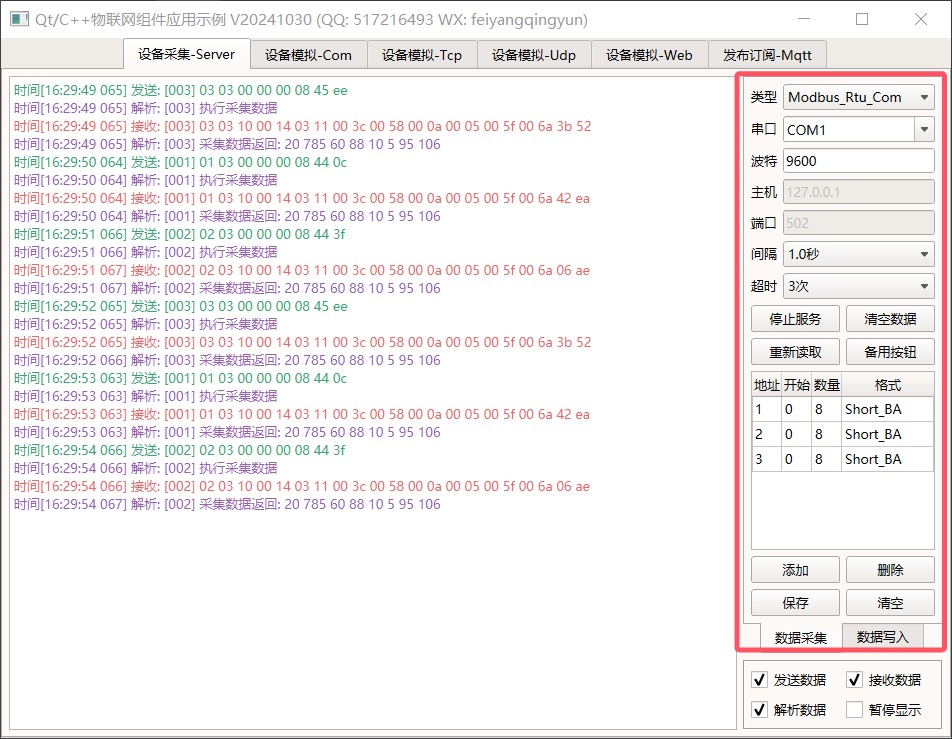 Qt/C++物联网组件应用示例 V20241030 (QQ: 517216493 WX: feiyangqingyun)
设备采集-Server 设备模拟-Com 设备模拟-Tcp 设备模拟-Udp 设备模拟-Web 发布订阅-Mqtt
时间[16:29:49 065] 发送: [003] 03 03 00 00 00 08 45 ee
时间[16:29:49 065] 解析: [003] 执行采集数据
时间[16:29:49 065] 接收: [003] 03 03 10 00 14 03 11 00 3c 00 58 00 0a 00 05 00 5f 00 6a 3b 52
时间[16:29:49 065] 解析: [003] 采集数据返回: 20 785 60 88 10 5 95 106
时间[16:29:50 064] 发送: [001] 01 03 00 00 00 08 44 0c
时间[16:29:50 064] 解析: [001] 执行采集数据
时间[16:29:50 064] 接收: [001] 01 03 10 00 14 03 11 00 3c 00 58 00 0a 00 05 00 5f 00 6a 42 ea
时间[16:29:50 064] 解析: [001] 采集数据返回: 20 785 60 88 10 5 95 106
时间[16:29:51 066] 发送: [002] 02 03 00 00 00 08 44 3f
时间[16:29:51 066] 解析: [002] 执行采集数据
时间[16:29:51 067] 接收: [002] 02 03 10 00 14 03 11 00 3c 00 58 00 0a 00 05 00 5f 00 6a 06 ae
时间[16:29:51 067] 解析: [002] 采集数据返回: 20 785 60 88 10 5 95 106
时间[16:29:52 065] 发送: [003] 03 03 00 00 00 08 45 ee
时间[16:29:52 065] 解析: [003] 执行采集数据
时间[16:29:52 065] 接收: [003] 03 03 10 00 14 03 11 00 3c 00 58 00 0a 00 05 00 5f 00 6a 3b 52
时间[16:29:52 066] 解析: [003] 采集数据返回: 20 785 60 88 10 5 95 106
时间[16:29:53 063] 发送: [001] 01 03 00 00 00 08 44 0c
时间[16:29:53 063] 解析: [001] 执行采集数据
时间[16:29:53 063] 接收: [001] 01 03 10 00 14 03 11 00 3c 00 58 00 0a 00 05 00 5f 00 6a 42 ea
时间[16:29:53 063] 解析: [001] 采集数据返回: 20 785 60 88 10 5 95 106
时间[16:29:54 066] 发送: [002] 02 03 00 00 00 08 44 3f
时间[16:29:54 066] 解析: [002] 执行采集数据
时间[16:29:54 066] 接收: [002] 02 03 10 00 14 03 11 00 3c 00 58 00 0a 00 05 00 5f 00 6a 06 ae
时间[16:29:54 067] 解析: [002] 采集数据返回: 20 785 60 88 10 5 95 106
类型 Modbus_Rtu_Com
串口 COM1
波特 9600
主机 127.0.0.1
端口 502
间隔 1.0秒
超时 3次
停止服务 清空数据
重新读取 备用按钮
地址 开始 数量 格式
1 0 8 Short_BA
2 0 8 Short_BA
3 0 8 Short_BA
添加 删除
保存 清空
数据采集 数据写入
发送数据 接收数据
解析数据 暂停显示